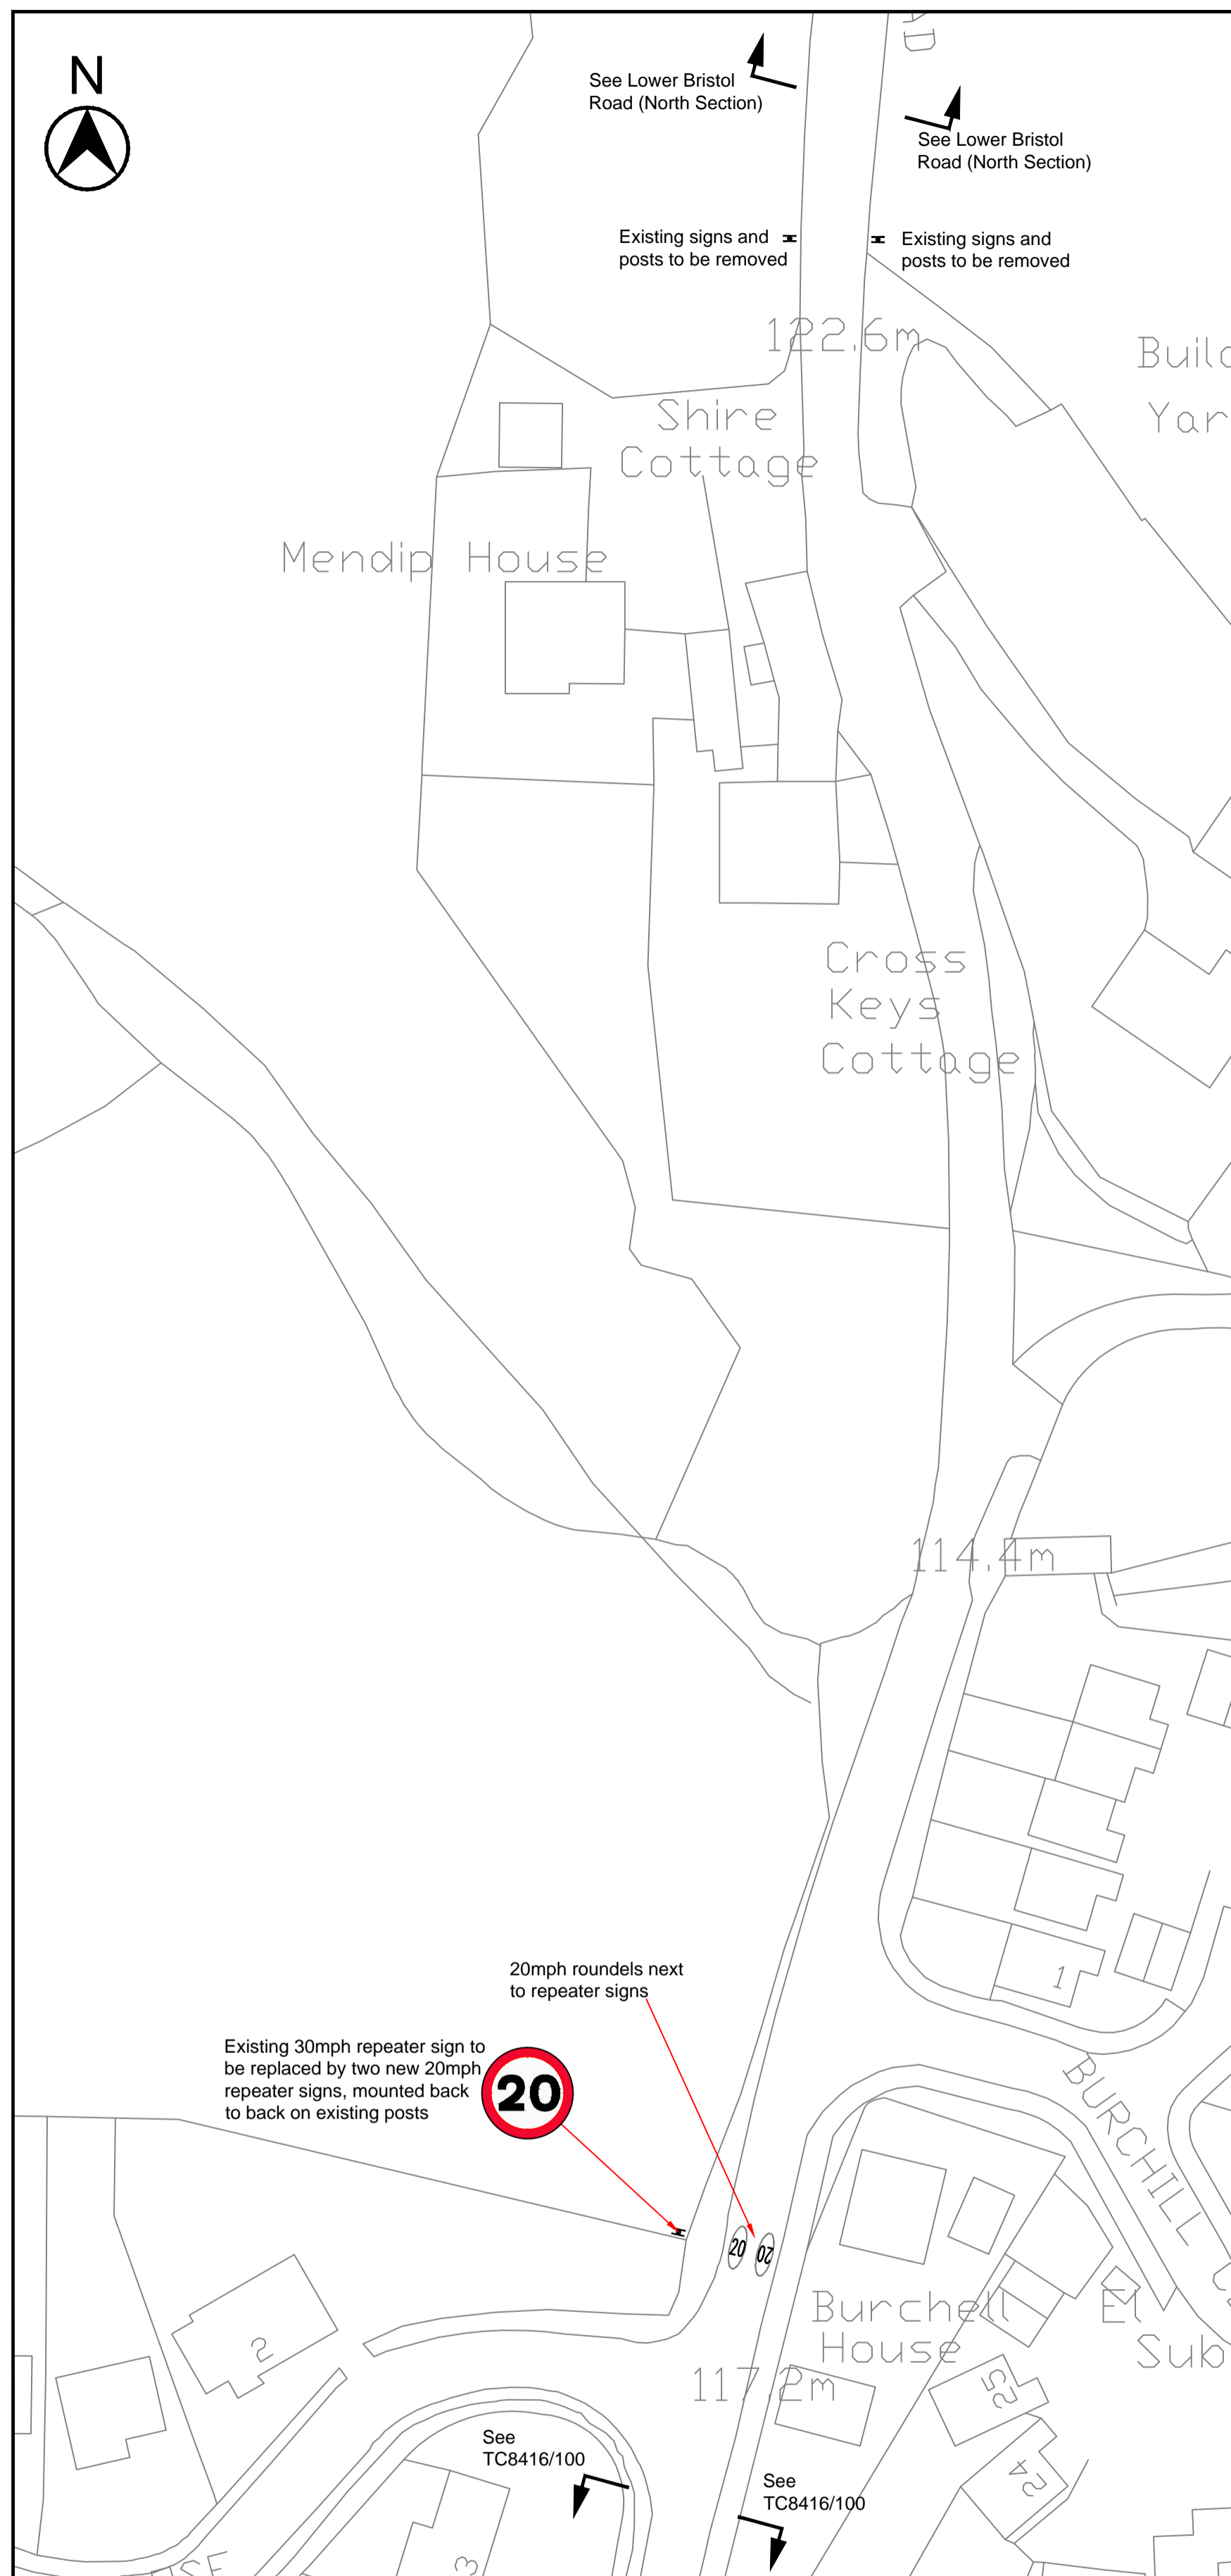 N
See Lower Bristol
Road (North Section)
See Lower Bristol
Road (North Section)
Existing signs and
posts to be removed
Existing signs and
posts to be removed
122.6m
Shire
Cottage
Mendip House
Cross
Keys
Cottage
114.4m
1
20mph roundels next
to repeater signs
Existing 30mph repeater sign to
be replaced by two new 20mph
repeater signs, mounted back
to back on existing posts
20
BURCHILL
20
20
Burchell
House
El
Sub
2
117.2m
25
24
See
TC8416/100
See
TC8416/100
3